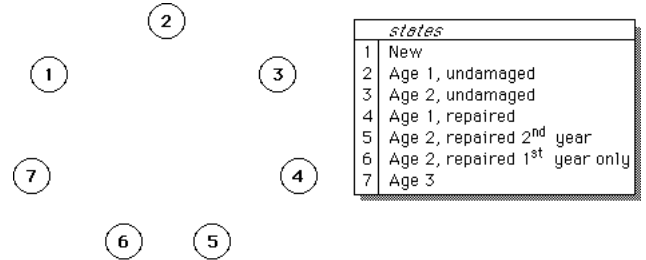 2
1
3
7
4
6
5
states
1 New
2 Age 1, undamaged
3 Age 2, undamaged
4 Age 1, repaired
5 Age 2, repaired 2nd year
6 Age 2, repaired 1st year only
7 Age 3